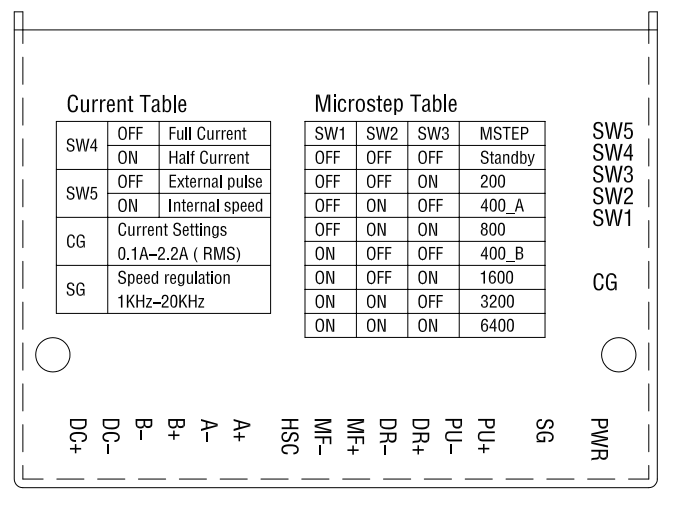 Current Table
SW4 OFF Full Current
ON Half Current
SW5 OFF External pulse
ON Internal speed
CG Current Settings
0.1A–2.2A ( RMS)
SG Speed regulation
1KHz–20KHz
Microstep Table
SW1 SW2 SW3 MSTEP
OFF OFF OFF Standby
OFF OFF ON 200
OFF ON OFF 400_A
OFF ON ON 800
ON OFF OFF 400_B
ON OFF ON 1600
ON ON OFF 3200
ON ON ON 6400
SW5
SW4
SW3
SW2
SW1
CG
DC+
DC–
B–
B+
A–
A+
HSC
MF–
MF+
DR–
DR+
PU–
PU+
SG
PWR